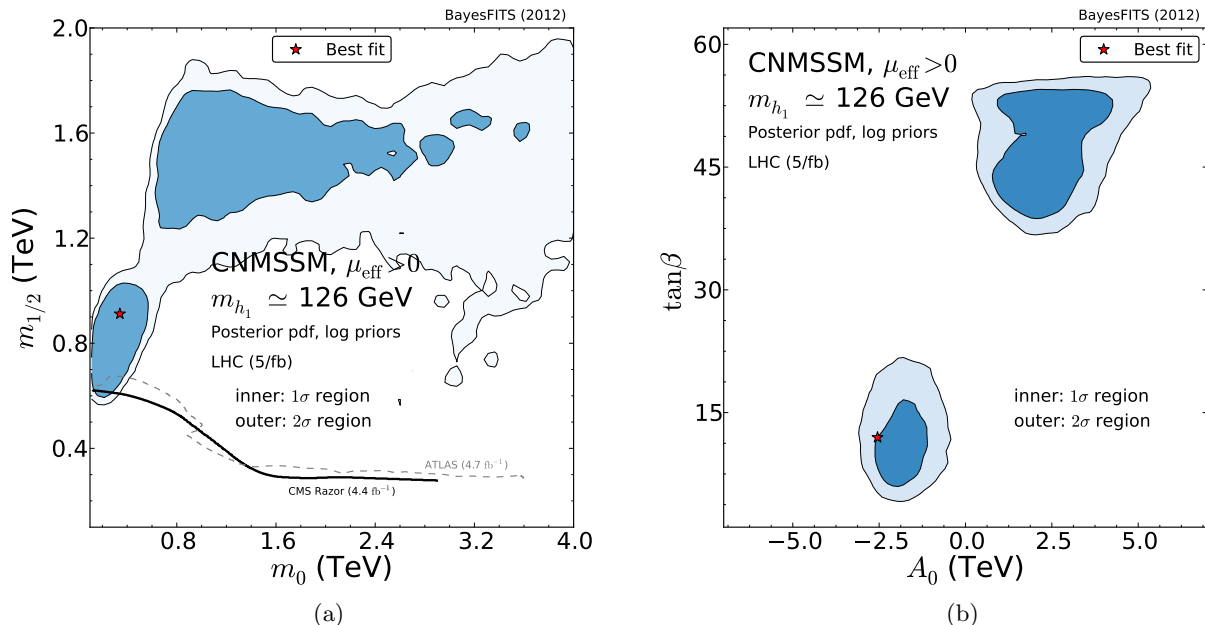 BayesFITS (2012)
Best fit
2.0
1.6
1.2
0.8
0.4
m₁/₂ (TeV)
CNMSSM, μeff >0
mh₁ ≃ 126 GeV
Posterior pdf, log priors
LHC (5/fb)
inner: 1σ region
outer: 2σ region
ATLAS (4.7 fb⁻¹)
CMS Razor (4.4 fb⁻¹)
0.8 1.6 2.4 3.2 4.0
m₀ (TeV)
(a)
BayesFITS (2012)
Best fit
60
45
30
15
tanβ
CNMSSM, μeff >0
mh₁ ≃ 126 GeV
Posterior pdf, log priors
LHC (5/fb)
inner: 1σ region
outer: 2σ region
−5.0 −2.5 0.0 2.5 5.0
A₀ (TeV)
(b)